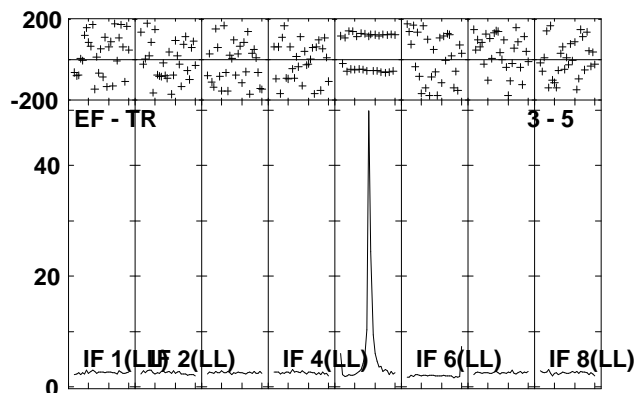 200
-200
EF - TR 3 - 5
40
20
IF 1(LL) IF 2(LL) IF 4(LL) IF 6(LL) IF 8(LL)
0